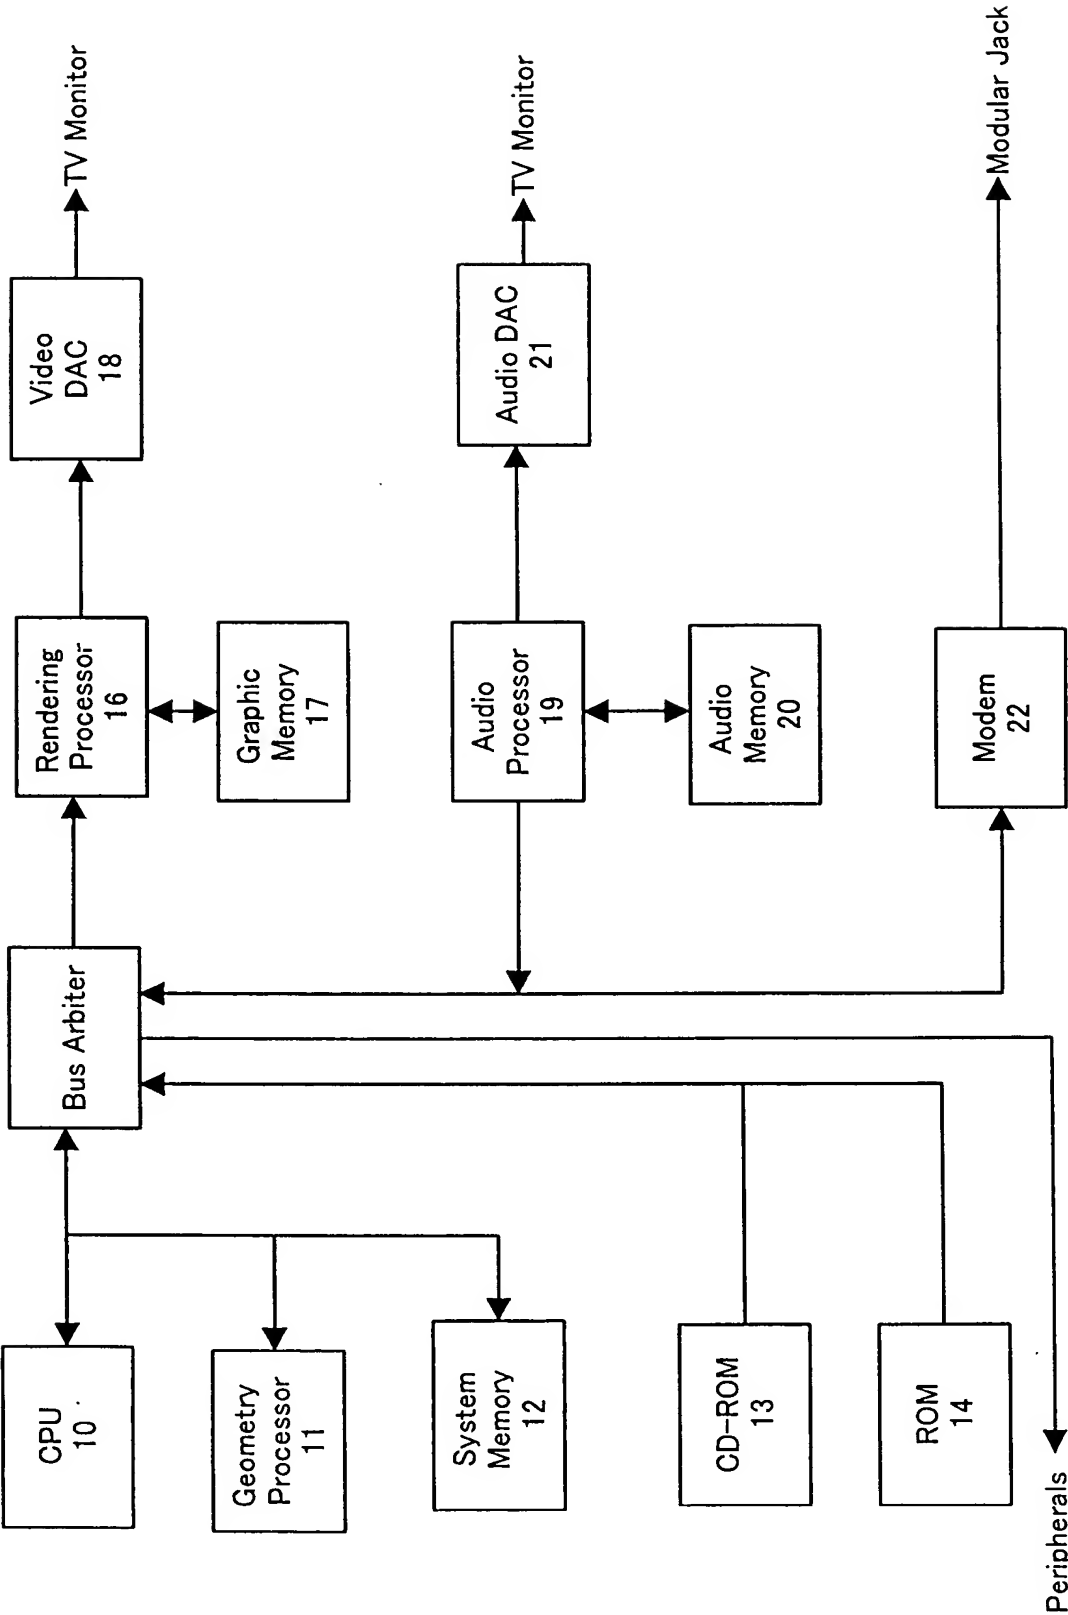 CPU
10
Geometry
Processor
11
System
Memory
12
CD-ROM
13
ROM
14
Peripherals
Bus Arbiter
Rendering
Processor
16
Graphic
Memory
17
Audio
Processor
19
Audio
Memory
20
Modem
22
Video
DAC
18
Audio DAC
21
TV Monitor
TV Monitor
Modular Jack